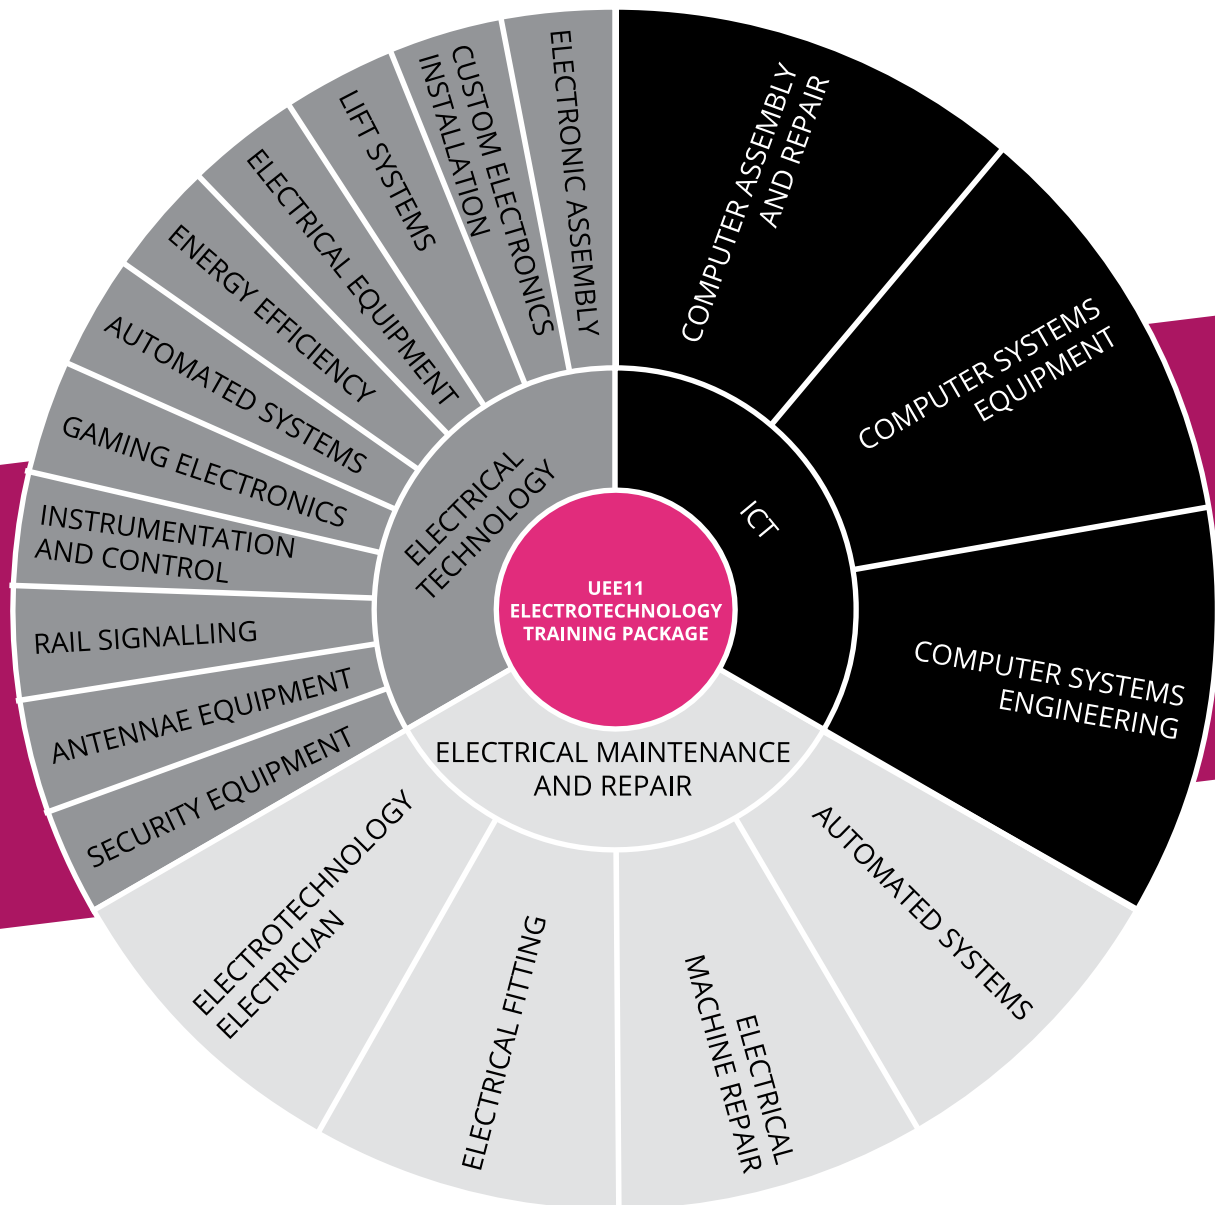 UEE11
ELECTROTECHNOLOGY
TRAINING PACKAGE
ICT
COMPUTER ASSEMBLY
AND REPAIR
COMPUTER SYSTEMS
EQUIPMENT
COMPUTER SYSTEMS
ENGINEERING
ELECTRICAL MAINTENANCE
AND REPAIR
AUTOMATED SYSTEMS
ELECTRICAL
MACHINE REPAIR
ELECTRICAL FITTING
ELECTROTECHNOLOGY
ELECTRICIAN
ELECTRICAL
TECHNOLOGY
SECURITY EQUIPMENT
ANTENNAE EQUIPMENT
RAIL SIGNALLING
INSTRUMENTATION
AND CONTROL
GAMING ELECTRONICS
AUTOMATED SYSTEMS
ENERGY EFFICIENCY
ELECTRICAL EQUIPMENT
LIFT SYSTEMS
CUSTOM ELECTRONICS
INSTALLATION
ELECTRONIC ASSEMBLY